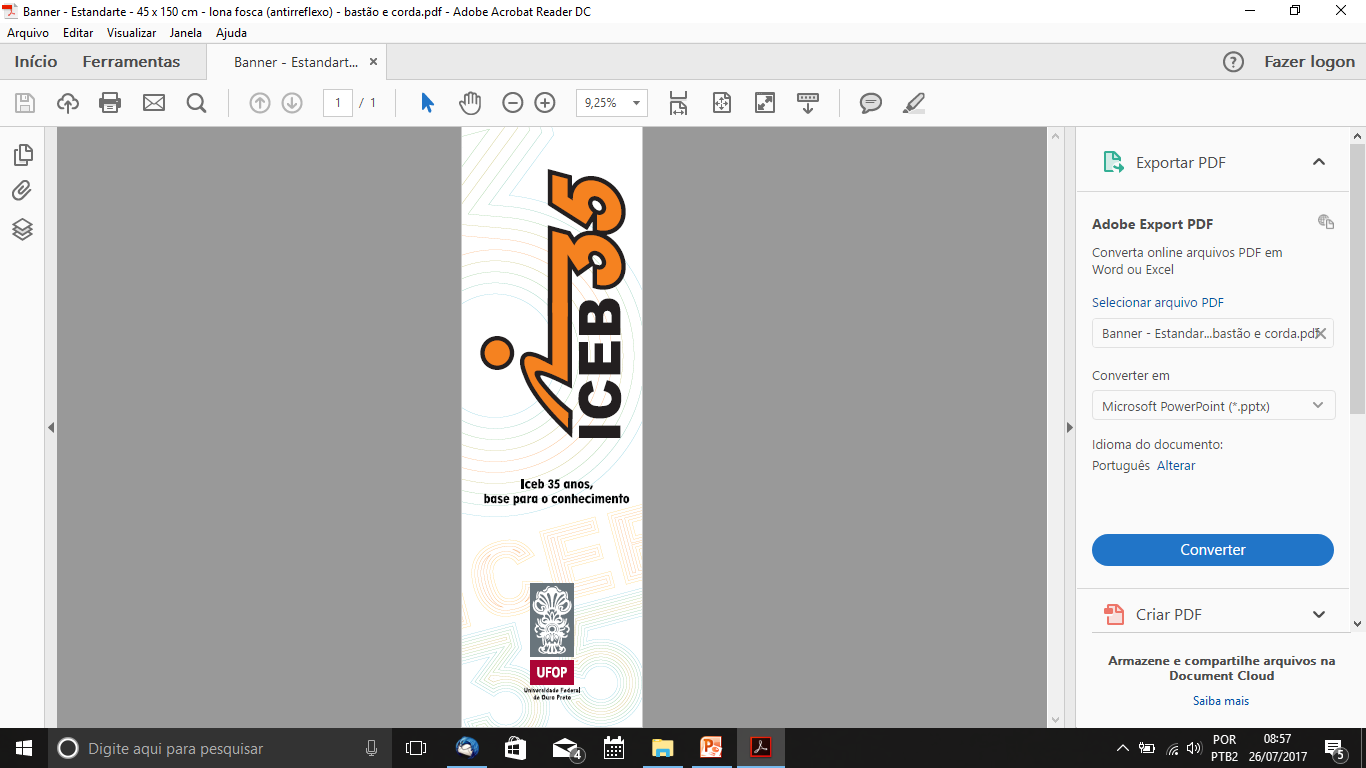 Banner - Estandarte - 45 x 150 cm - lona fosca (antirreflexo) - bastão e corda.pdf - Adobe Acrobat Reader DC
Arquivo Editar Visualizar Janela Ajuda
Início Ferramentas Banner - Estandart... × Fazer logon
1 / 1 9,25%
35
ICEB
Iceb 35 anos,
base para o conhecimento
ICEB
35
UFOP
Universidade Federal
de Ouro Preto
Exportar PDF
Adobe Export PDF
Converta online arquivos PDF em
Word ou Excel
Selecionar arquivo PDF
Banner - Estandar...bastão e corda.pdf
Converter em
Microsoft PowerPoint (*.pptx)
Idioma do documento:
Português Alterar
Converter
Criar PDF
Armazene e compartilhe arquivos na
Document Cloud
Saiba mais
Digite aqui para pesquisar
4
POR
PTB2
08:57
26/07/2017
5